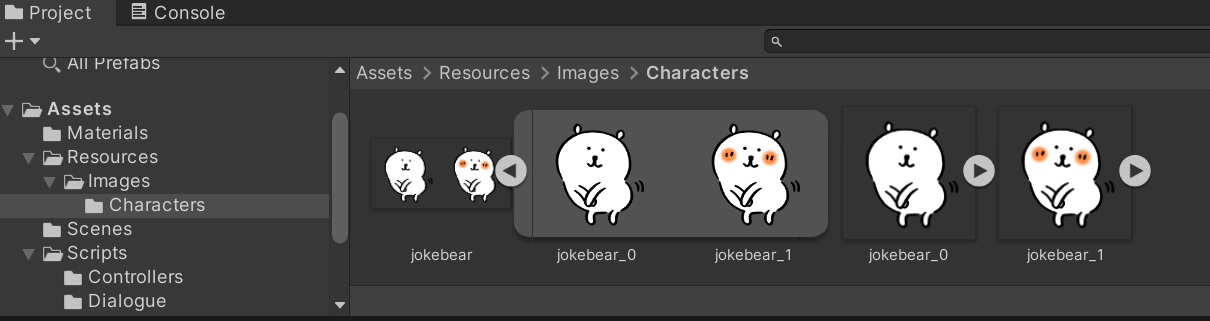 Project
Console
All Prefabs
Assets
Materials
Resources
Images
Characters
Scenes
Scripts
Controllers
Dialogue
Assets > Resources > Images > Characters
jokebear
jokebear_0
jokebear_1
jokebear_0
jokebear_1